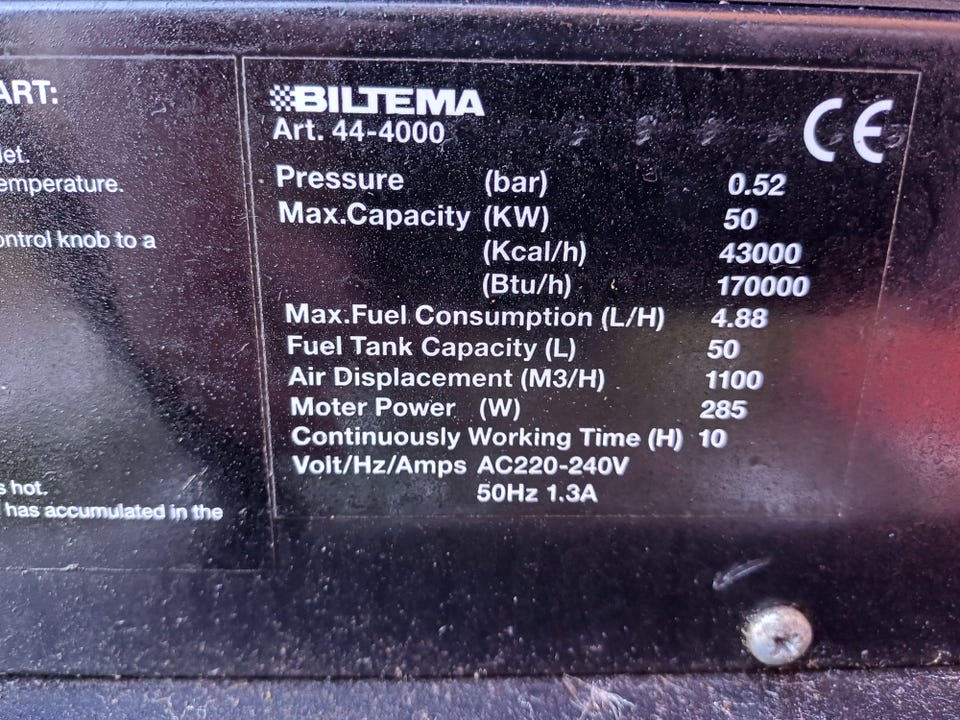 ART:
let.
emperature.
ontrol knob to a
s hot.
has accumulated in the
BILTEMA
Art. 44-4000
CE
Pressure (bar) 0.52
Max.Capacity (KW) 50
(Kcal/h) 43000
(Btu/h) 170000
Max.Fuel Consumption (L/H) 4.88
Fuel Tank Capacity (L) 50
Air Displacement (M3/H) 1100
Moter Power (W) 285
Continuously Working Time (H) 10
Volt/Hz/Amps AC220-240V
50Hz 1.3A